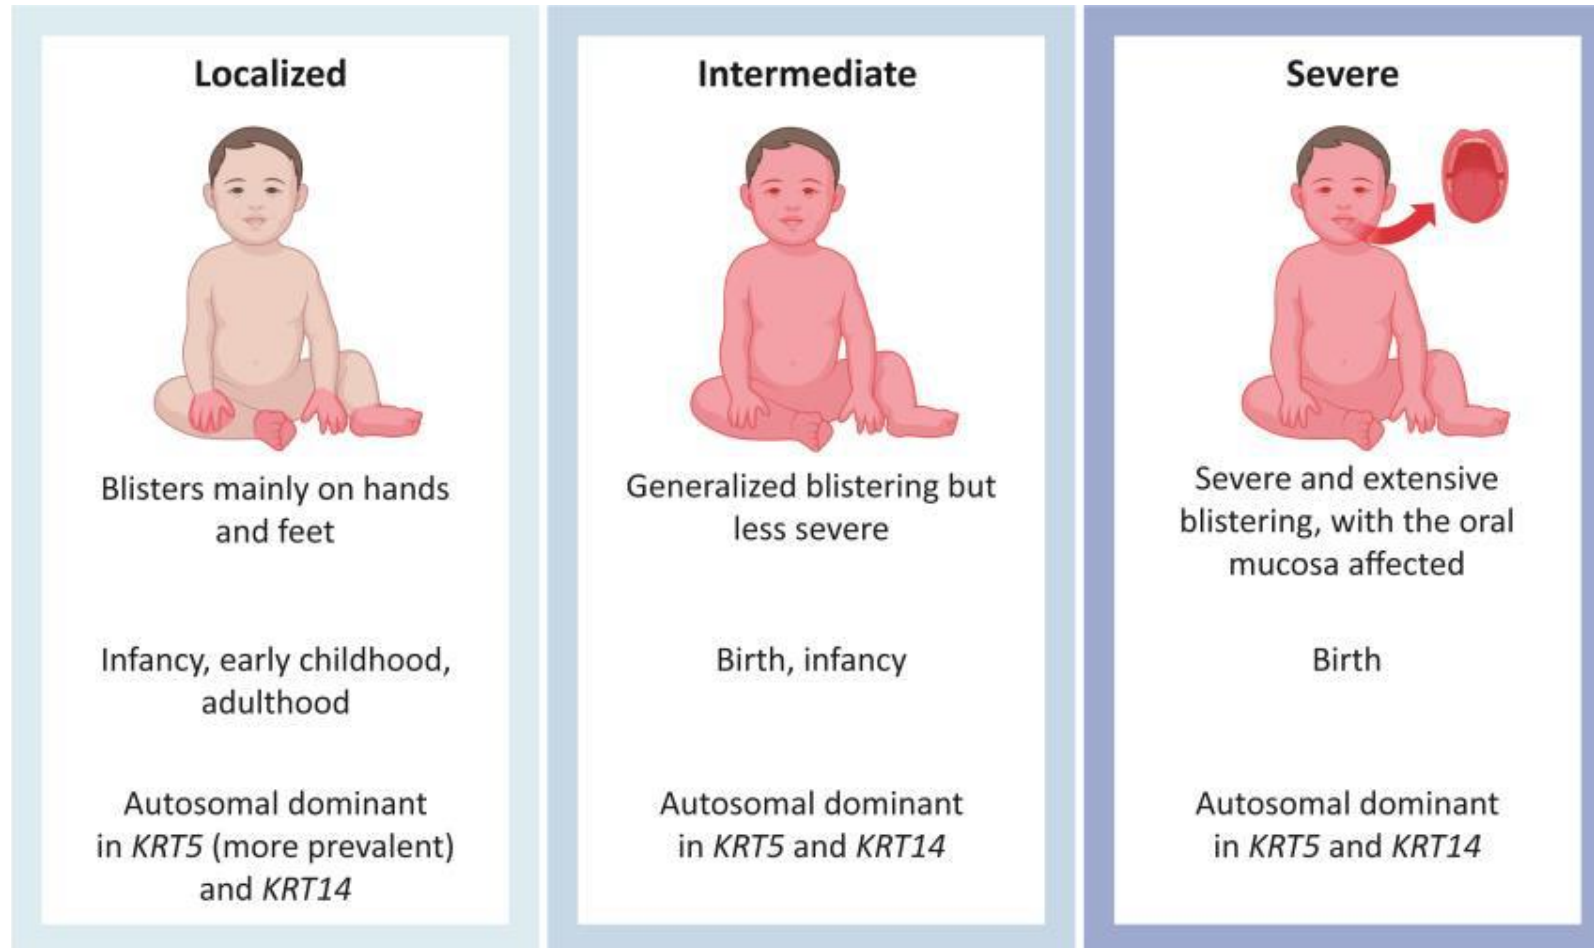 Localized
Blisters mainly on hands
and feet
Infancy, early childhood,
adulthood
Autosomal dominant
in KRT5 (more prevalent)
and KRT14
Intermediate
Generalized blistering but
less severe
Birth, infancy
Autosomal dominant
in KRT5 and KRT14
Severe
Severe and extensive
blistering, with the oral
mucosa affected
Birth
Autosomal dominant
in KRT5 and KRT14